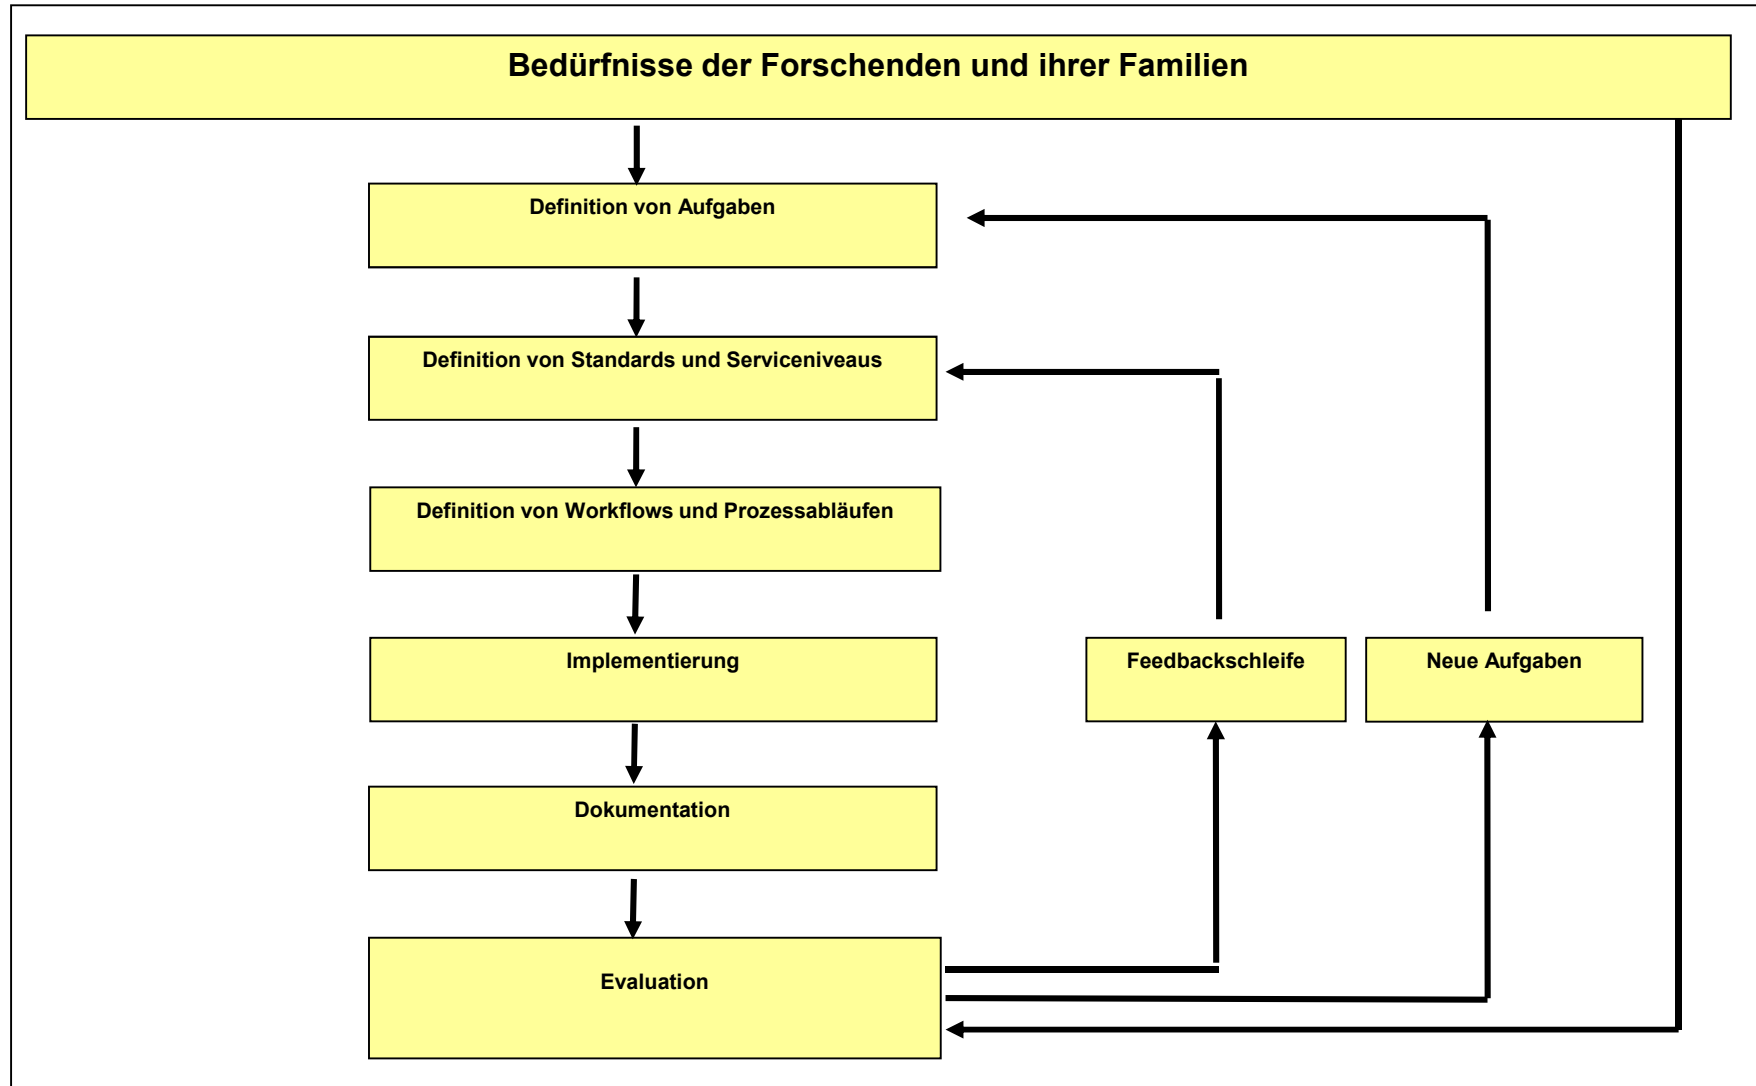 Bedürfnisse der Forschenden und ihrer Familien
Definition von Aufgaben
Definition von Standards und Serviceniveaus
Definition von Workflows und Prozessabläufen
Implementierung
Feedbackschleife
Neue Aufgaben
Dokumentation
Evaluation